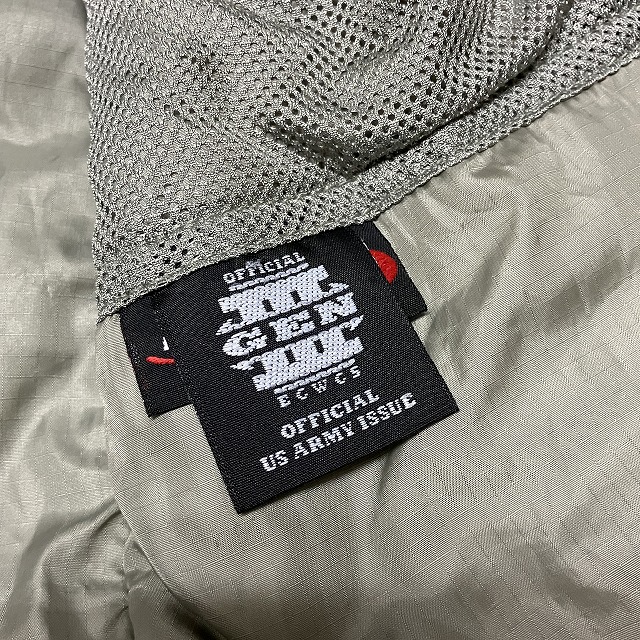 OFFICIAL
III
GEN
III
ECWCS
OFFICIAL
US ARMY ISSUE